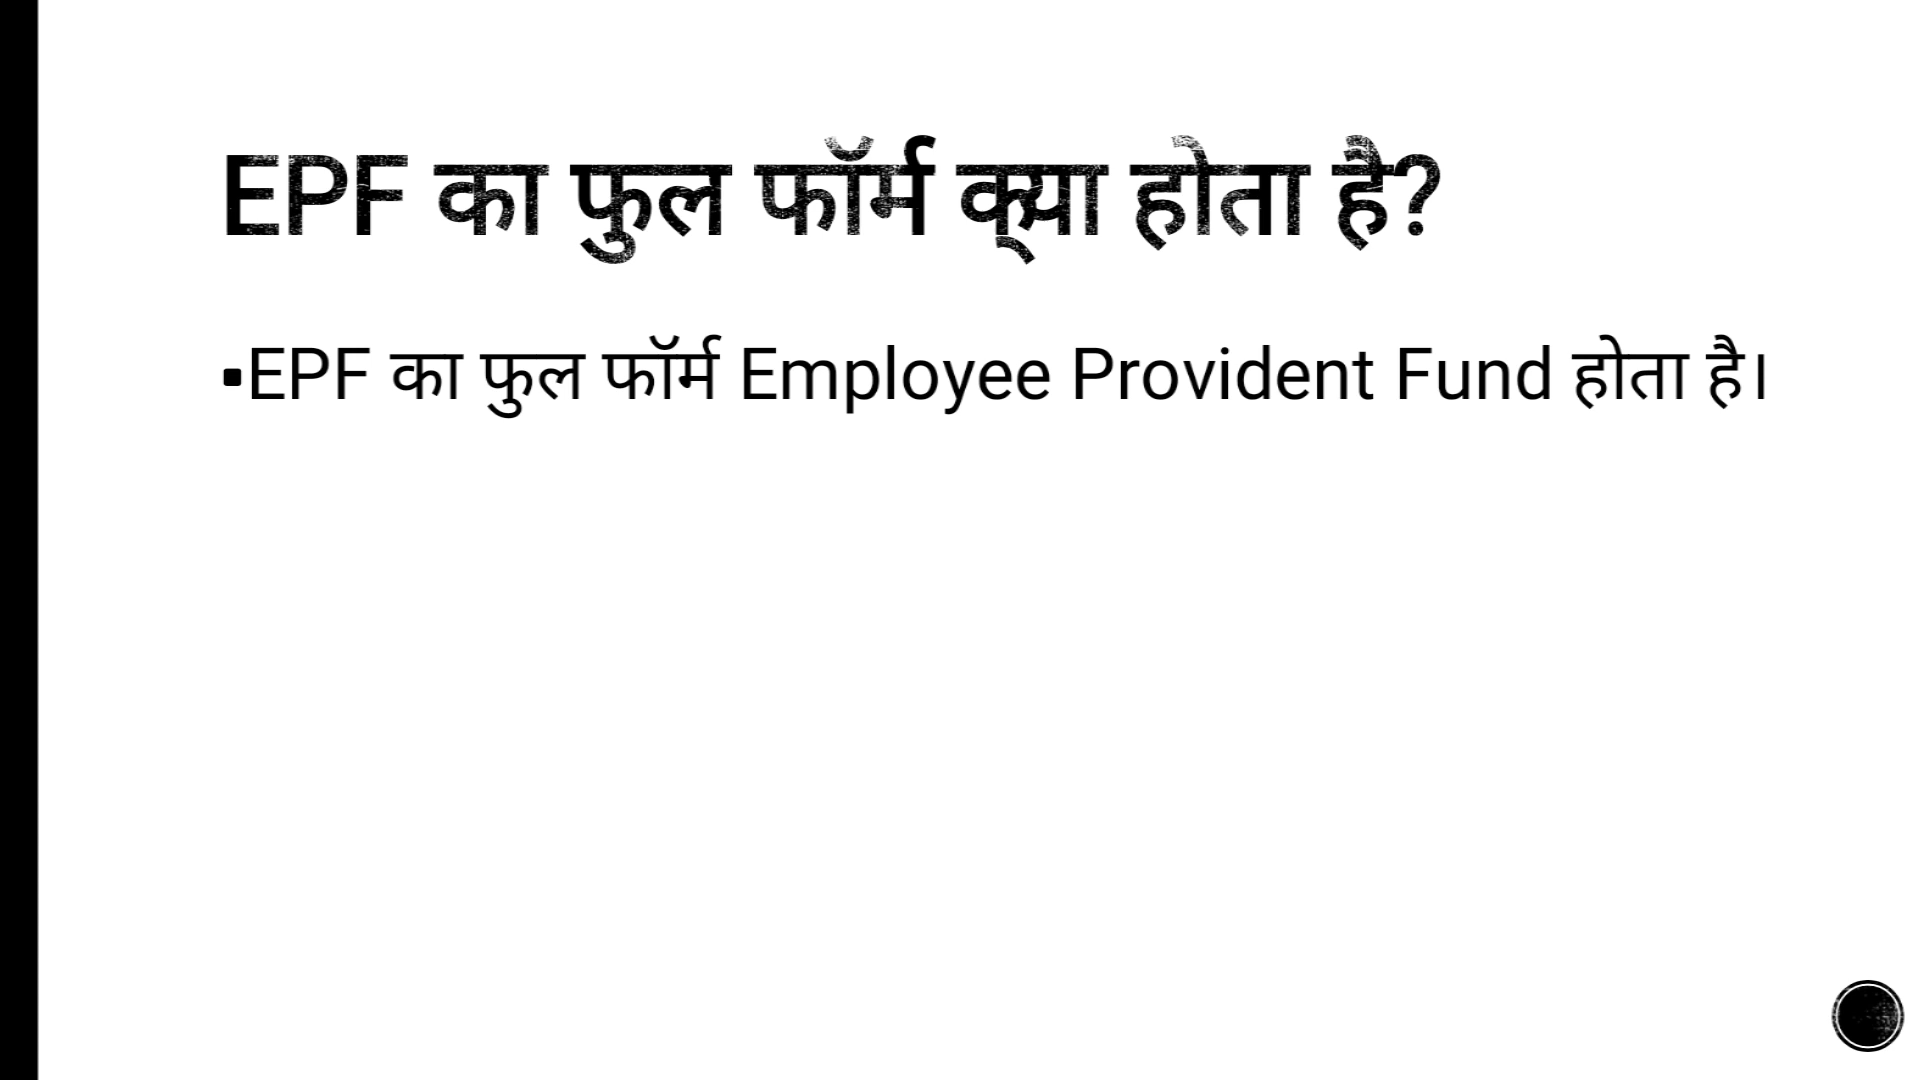 EPF का फुल फॉर्म क्या होता है?
▪EPF का फुल फॉर्म Employee Provident Fund होता है।